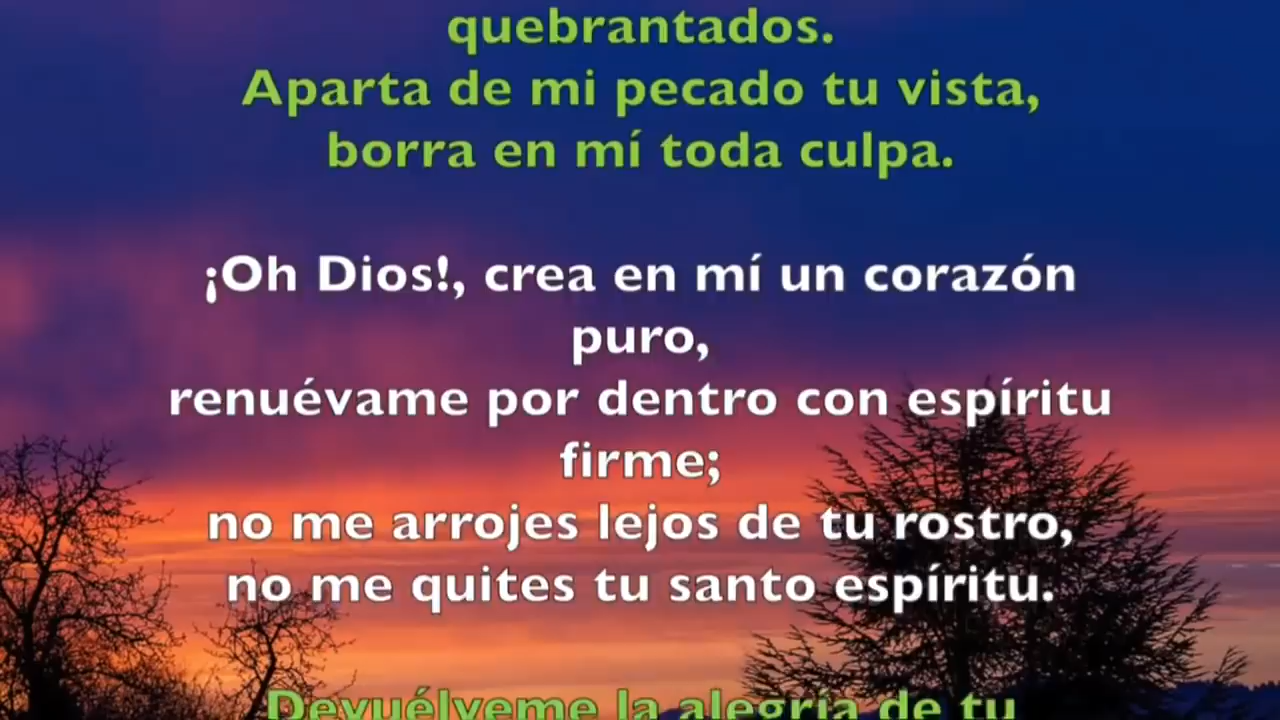 quebrantados.
Aparta de mi pecado tu vista,
borra en mí toda culpa.
¡Oh Dios!, crea en mí un corazón
puro,
renuévame por dentro con espíritu
firme;
no me arrojes lejos de tu rostro,
no me quites tu santo espíritu.
Devuélveme la alegría de tu